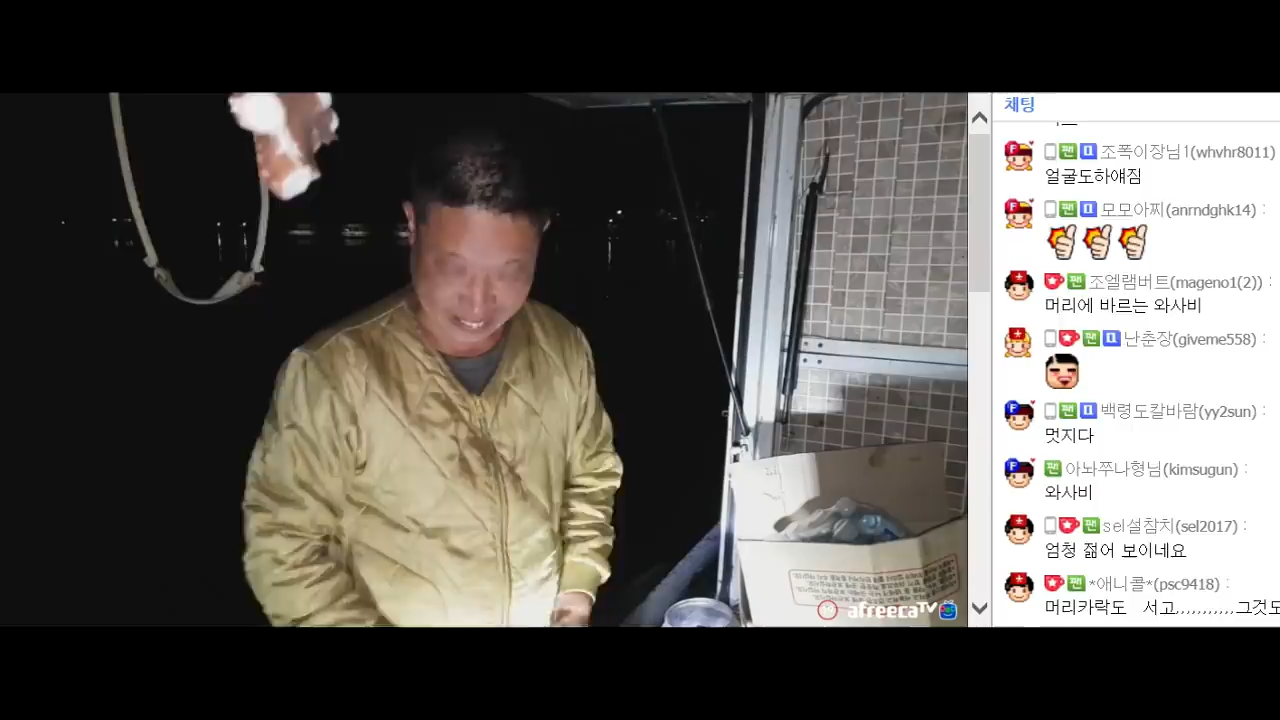 채팅
조폭이장님1(whvhr8011)
얼굴도하얘짐
모모아찌(anrndghk14) :
조엘램버트(mageno1(2)) :
머리에 바르는 와사비
난춘장(giveme558) :
백령도칼바람(yy2sun) :
멋지다
아놔쭈나형님(kimsugun) :
와사비
sel설참치(sel2017) :
엄청 젊어 보이네요
*애니콜*(psc9418) :
머리카락도 서고,,,,,,,,,,,그것도
19 afreecaTV